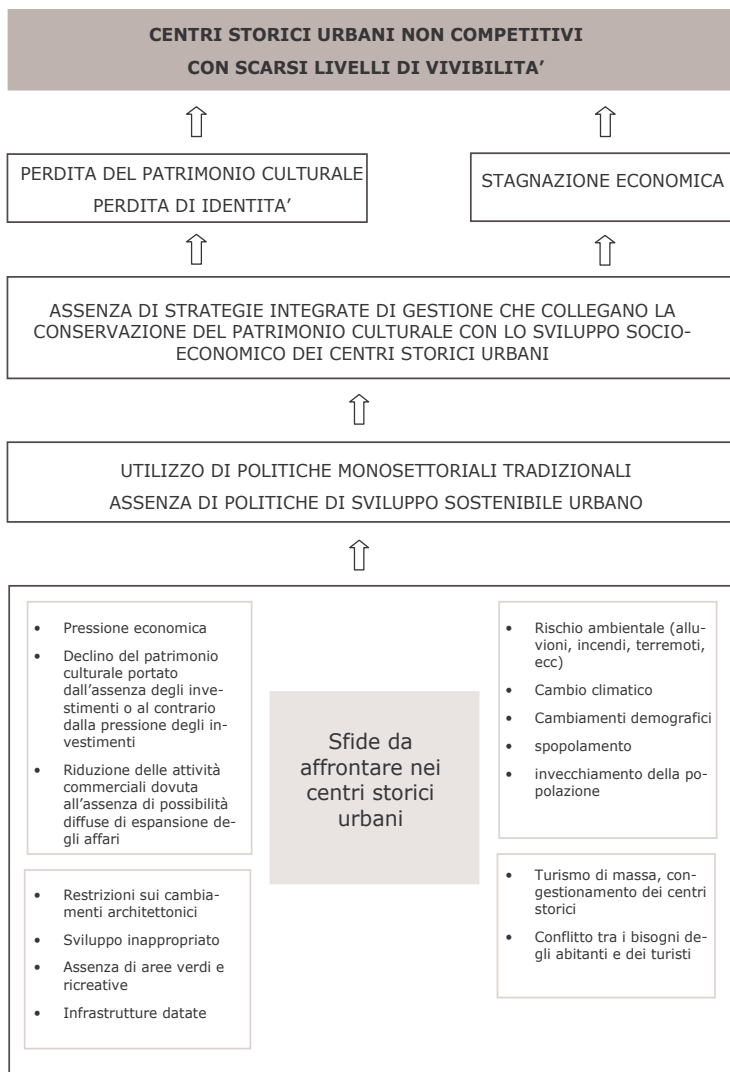 CENTRI STORICI URBANI NON COMPETITIVI
CON SCARSI LIVELLI DI VIVIBILITA’
PERDITA DEL PATRIMONIO CULTURALE
PERDITA DI IDENTITA’
STAGNAZIONE ECONOMICA
ASSENZA DI STRATEGIE INTEGRATE DI GESTIONE CHE COLLEGANO LA
CONSERVAZIONE DEL PATRIMONIO CULTURALE CON LO SVILUPPO SOCIO-
ECONOMICO DEI CENTRI STORICI URBANI
UTILIZZO DI POLITICHE MONOSETTORIALI TRADIZIONALI
ASSENZA DI POLITICHE DI SVILUPPO SOSTENIBILE URBANO
• Pressione economica
• Declino del patrimonio
culturale portato
dall’assenza degli inve-
stimenti o al contrario
dalla pressione degli in-
vestimenti
• Riduzione delle attività
commerciali dovuta
all’assenza di possibilità
diffuse di espansione de-
gli affari
• Restrizioni sui cambia-
menti architettonici
• Sviluppo inappropriato
• Assenza di aree verdi e
ricreative
• Infrastrutture datate
Sfide da
affrontare nei
centri storici
urbani
• Rischio ambientale (allu-
vioni, incendi, terremoti,
ecc)
• Cambio climatico
• Cambiamenti demografici
• spopolamento
• invecchiamento della po-
polazione
• Turismo di massa, con-
gestionamento dei centri
storici
• Conflitto tra i bisogni de-
gli abitanti e dei turisti